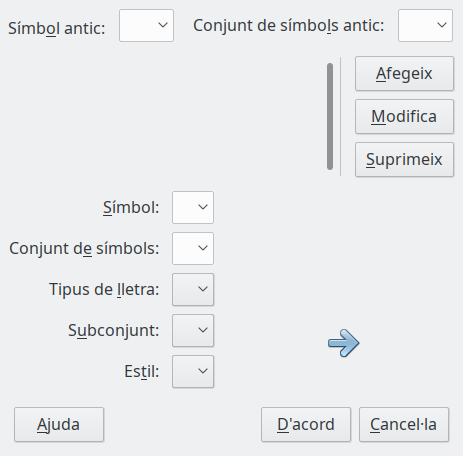 Símbol antic: Conjunt de símbols antic:
Afegeix
Modifica
Suprimeix
Símbol:
Conjunt de símbols:
Tipus de lletra:
Subconjunt:
Estil:
Ajuda D'acord Cancel·la